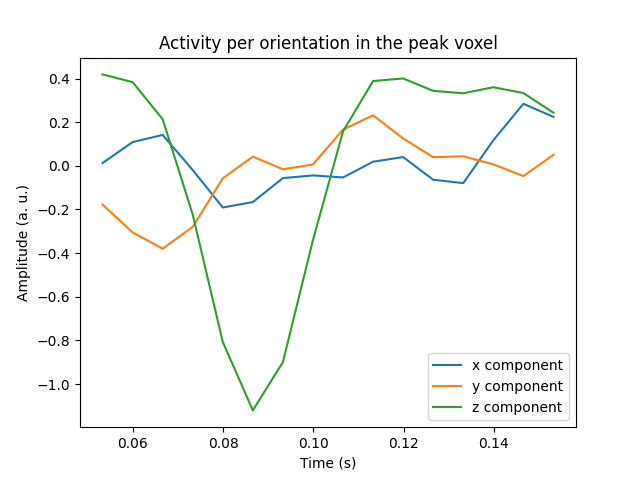 Activity per orientation in the peak voxel
0.4
0.2
0.0
−0.2
−0.4
−0.6
−0.8
−1.0
Amplitude (a. u.)
x component
y component
z component
0.06
0.08
0.10
0.12
0.14
Time (s)